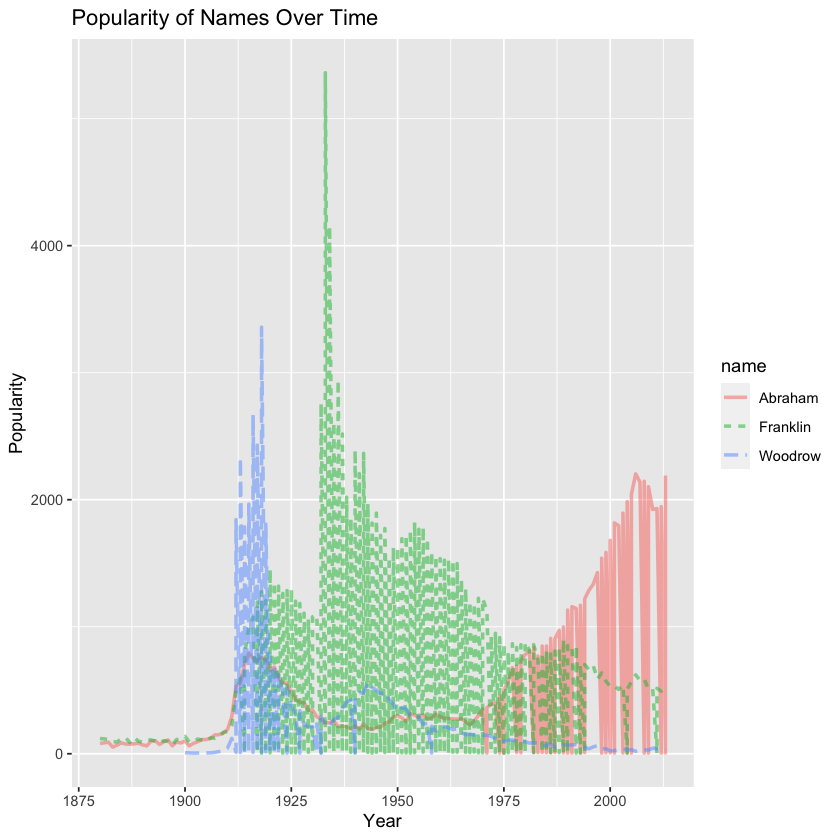 Popularity of Names Over Time
Popularity
4000
2000
0
1875
1900
1925
1950
1975
2000
Year
name
Abraham
Franklin
Woodrow